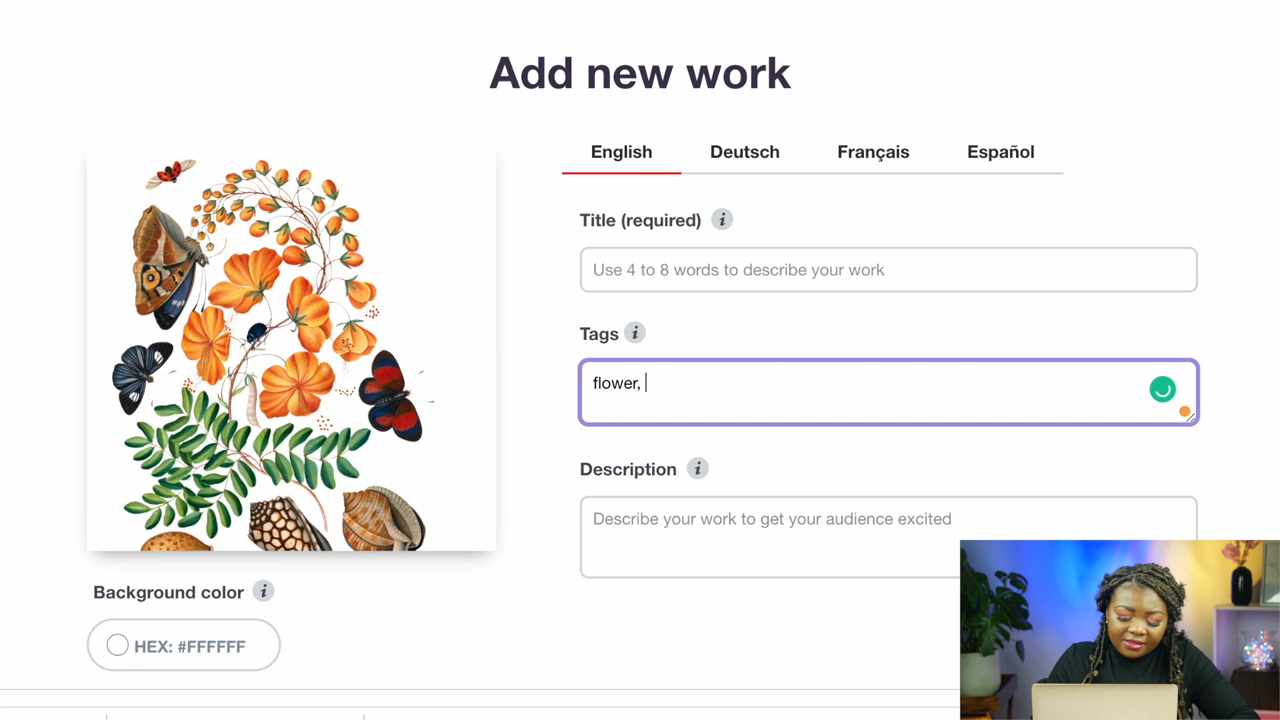 Add new work
English Deutsch Français Español
Title (required) i
Use 4 to 8 words to describe your work
Tags i
flower,
Description i
Describe your work to get your audience excited
Background color i
HEX: #FFFFFF